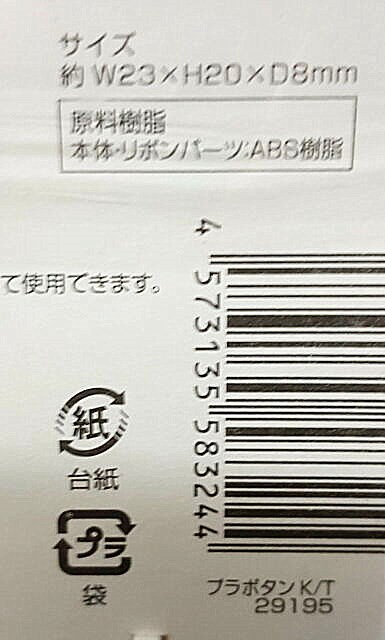 サイズ
約 W23×H20×D8mm
原料樹脂
本体・リボンパーツ:ABS樹脂
て使用できます。
4 573135 583244
紙
台紙
プラ
袋
プラボタン K/T
29195